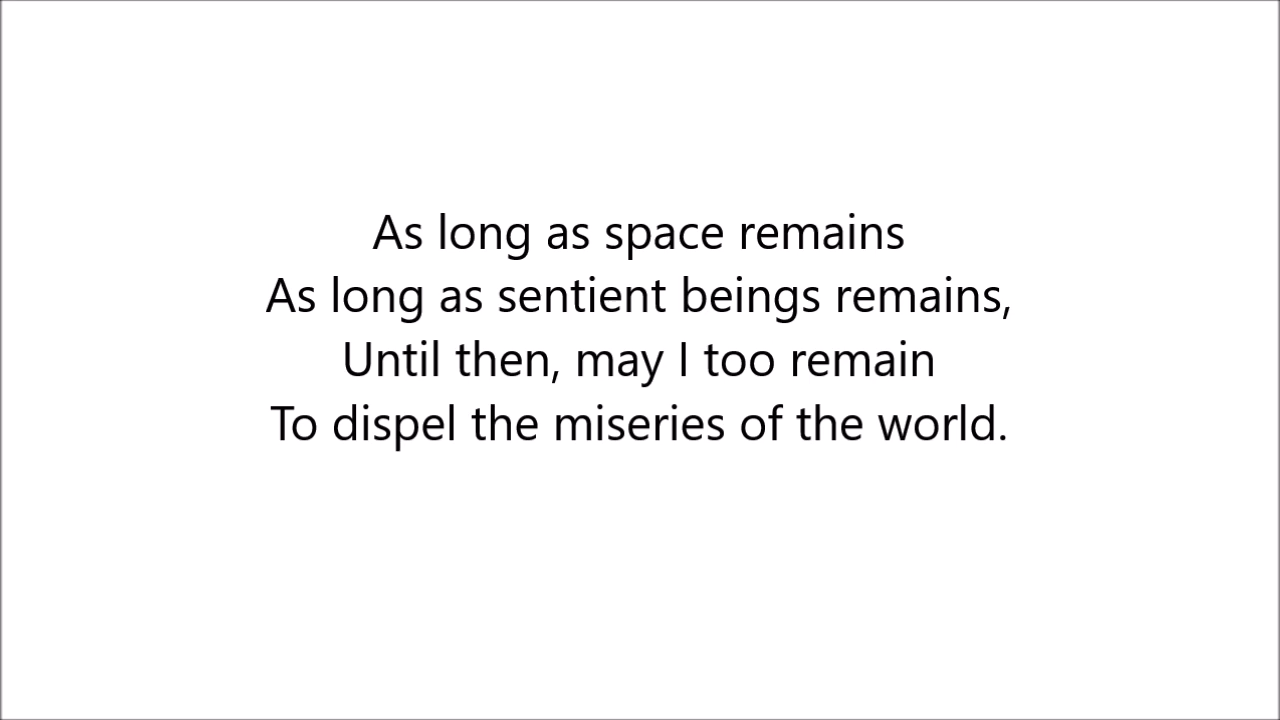 As long as space remains
As long as sentient beings remains,
Until then, may I too remain
To dispel the miseries of the world.